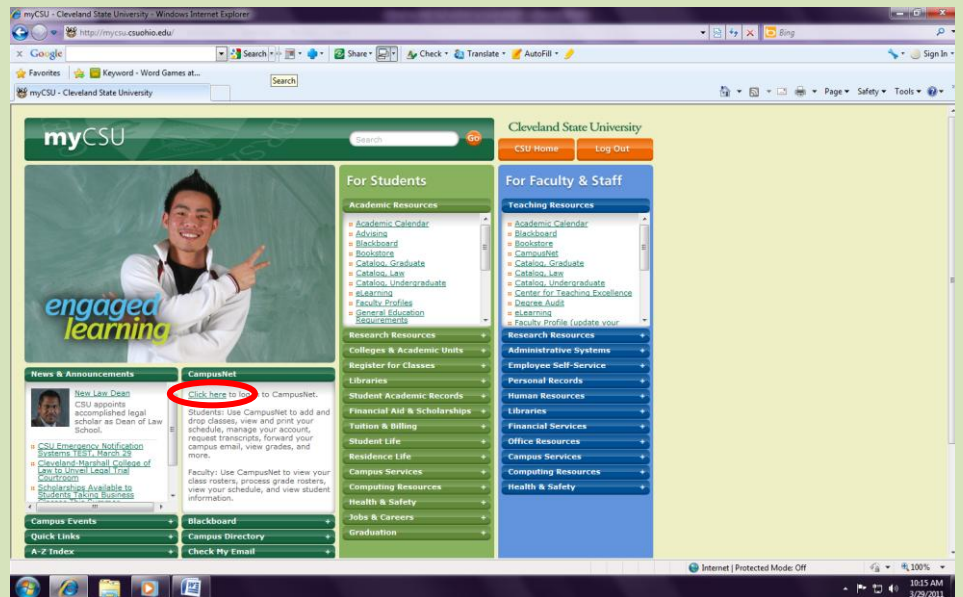 myCSU - Cleveland State University - Windows Internet Explorer
http://mycsu.csuohio.edu/
Bing
Google
Search
Share
Check
Translate
AutoFill
Sign In
Favorites
Keyword - Word Games at...
Search
myCSU - Cleveland State University
Page
Safety
Tools
myCSU
Search
Go
Cleveland State University
CSU Home
Log Out
engaged
learning
News & Announcements
New Law Dean
CSU appoints
accomplished legal
scholar as Dean of Law
School.
CSU Emergency Notification
Systems TEST, March 29
Cleveland-Marshall College of
Law to Unveil Legal Trial
Courtroom
Scholarships Available to
Students Taking Business
Campus Events +
Quick Links +
A-Z Index +
CampusNet
Click here to login to CampusNet.
Students: Use CampusNet to add and
drop classes, view and print your
schedule, manage your account,
request transcripts, forward your
campus email, view grades, and
more.
Faculty: Use CampusNet to view your
class rosters, process grade rosters,
view your schedule, and view student
information.
Blackboard +
Campus Directory +
Check My Email +
For Students
Academic Resources
Academic Calendar
Advising
Blackboard
Bookstore
Catalog, Graduate
Catalog, Law
Catalog, Undergraduate
eLearning
Faculty Profiles
General Education
Requirements
Research Resources +
Colleges & Academic Units +
Register for Classes +
Libraries +
Student Academic Records +
Financial Aid & Scholarships +
Tuition & Billing +
Student Life +
Residence Life +
Campus Services +
Computing Resources +
Health & Safety +
Jobs & Careers +
Graduation +
For Faculty & Staff
Teaching Resources
Academic Calendar
Blackboard
Bookstore
CampusNet
Catalog, Graduate
Catalog, Law
Catalog, Undergraduate
Center for Teaching Excellence
Degree Audit
eLearning
Faculty Profile (update your
Research Resources +
Administrative Systems +
Employee Self-Service +
Personal Records +
Human Resources +
Libraries +
Financial Services +
Office Resources +
Campus Services +
Computing Resources +
Health & Safety +
Internet | Protected Mode: Off
100%
10:15 AM
3/29/2011